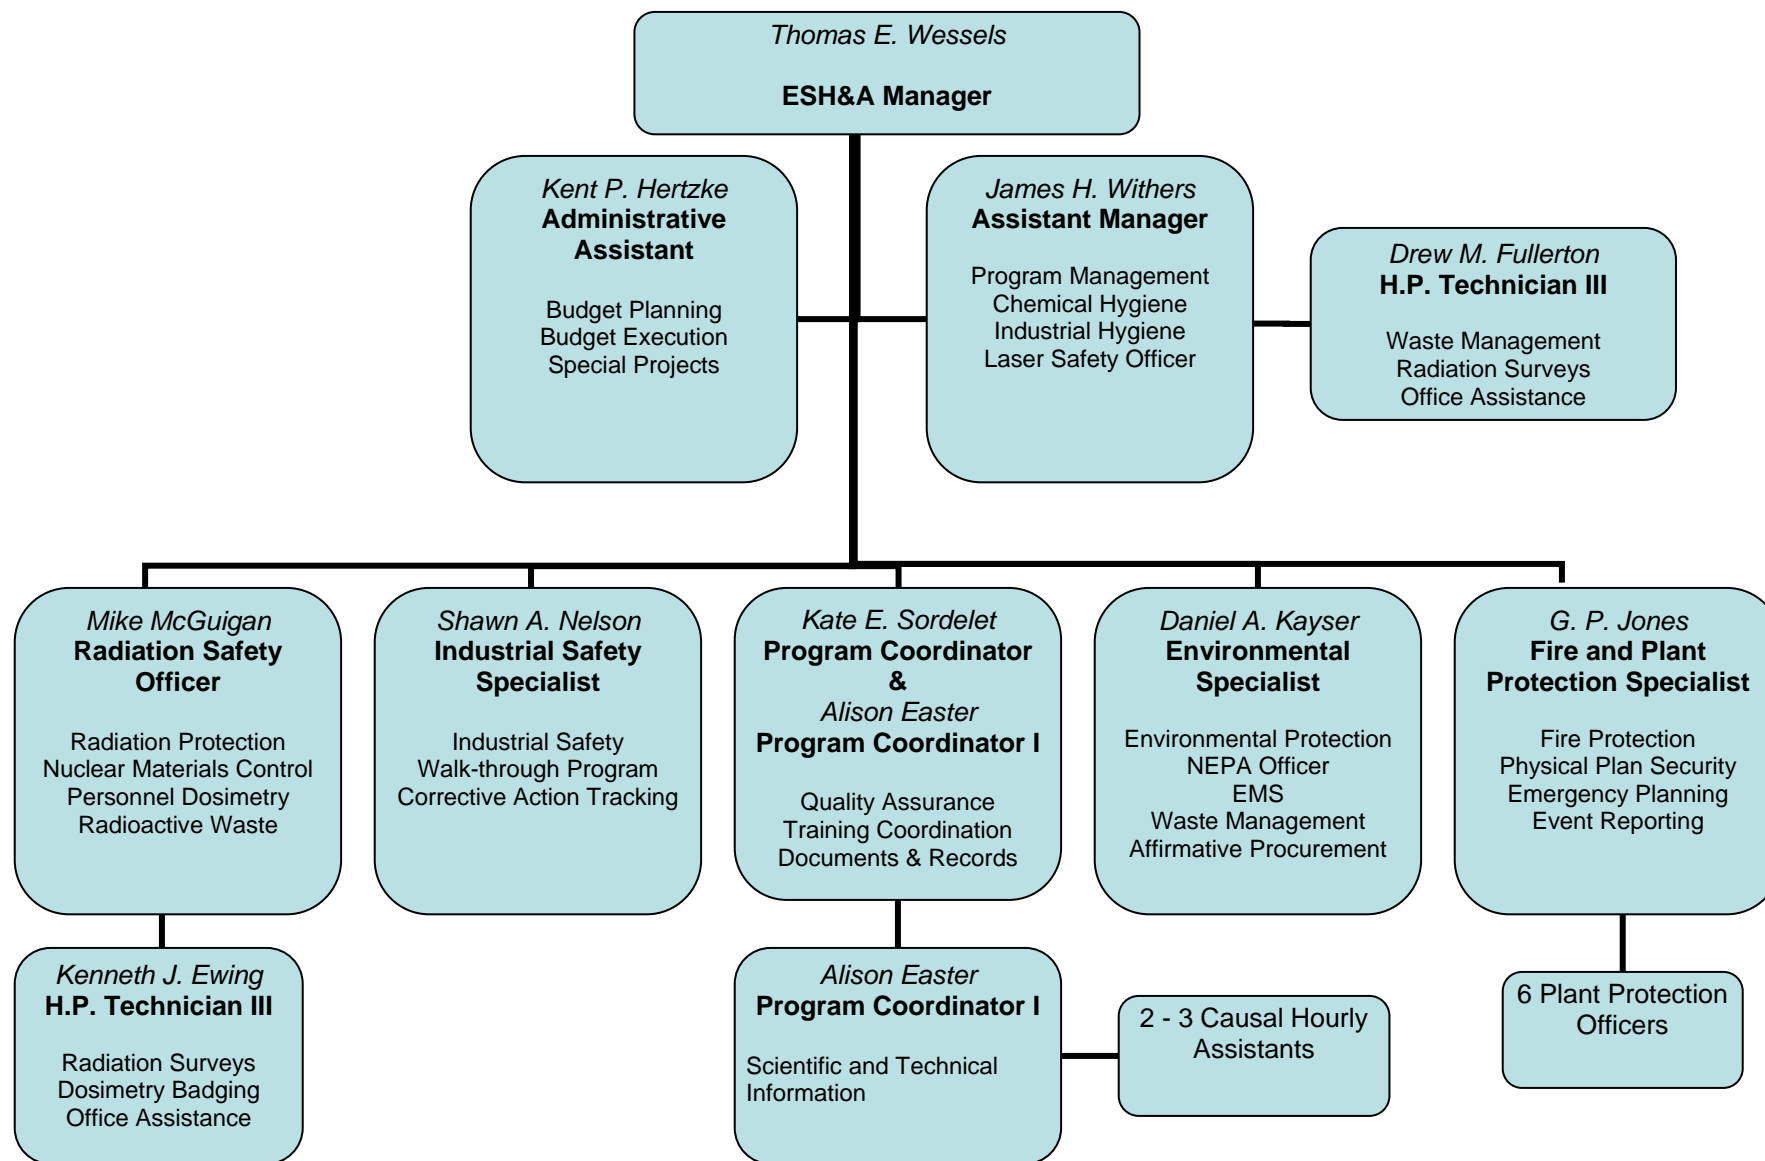 Thomas E. Wessels
ESH&A Manager
Kent P. Hertzke
Administrative
Assistant
Budget Planning
Budget Execution
Special Projects
James H. Withers
Assistant Manager
Program Management
Chemical Hygiene
Industrial Hygiene
Laser Safety Officer
Drew M. Fullerton
H.P. Technician III
Waste Management
Radiation Surveys
Office Assistance
Mike McGuigan
Radiation Safety
Officer
Radiation Protection
Nuclear Materials Control
Personnel Dosimetry
Radioactive Waste
Shawn A. Nelson
Industrial Safety
Specialist
Industrial Safety
Walk-through Program
Corrective Action Tracking
Kate E. Sordelet
Program Coordinator
&
Alison Easter
Program Coordinator I
Quality Assurance
Training Coordination
Documents & Records
Daniel A. Kayser
Environmental
Specialist
Environmental Protection
NEPA Officer
EMS
Waste Management
Affirmative Procurement
G. P. Jones
Fire and Plant
Protection Specialist
Fire Protection
Physical Plan Security
Emergency Planning
Event Reporting
Kenneth J. Ewing
H.P. Technician III
Radiation Surveys
Dosimetry Badging
Office Assistance
Alison Easter
Program Coordinator I
Scientific and Technical
Information
2 - 3 Causal Hourly
Assistants
6 Plant Protection
Officers